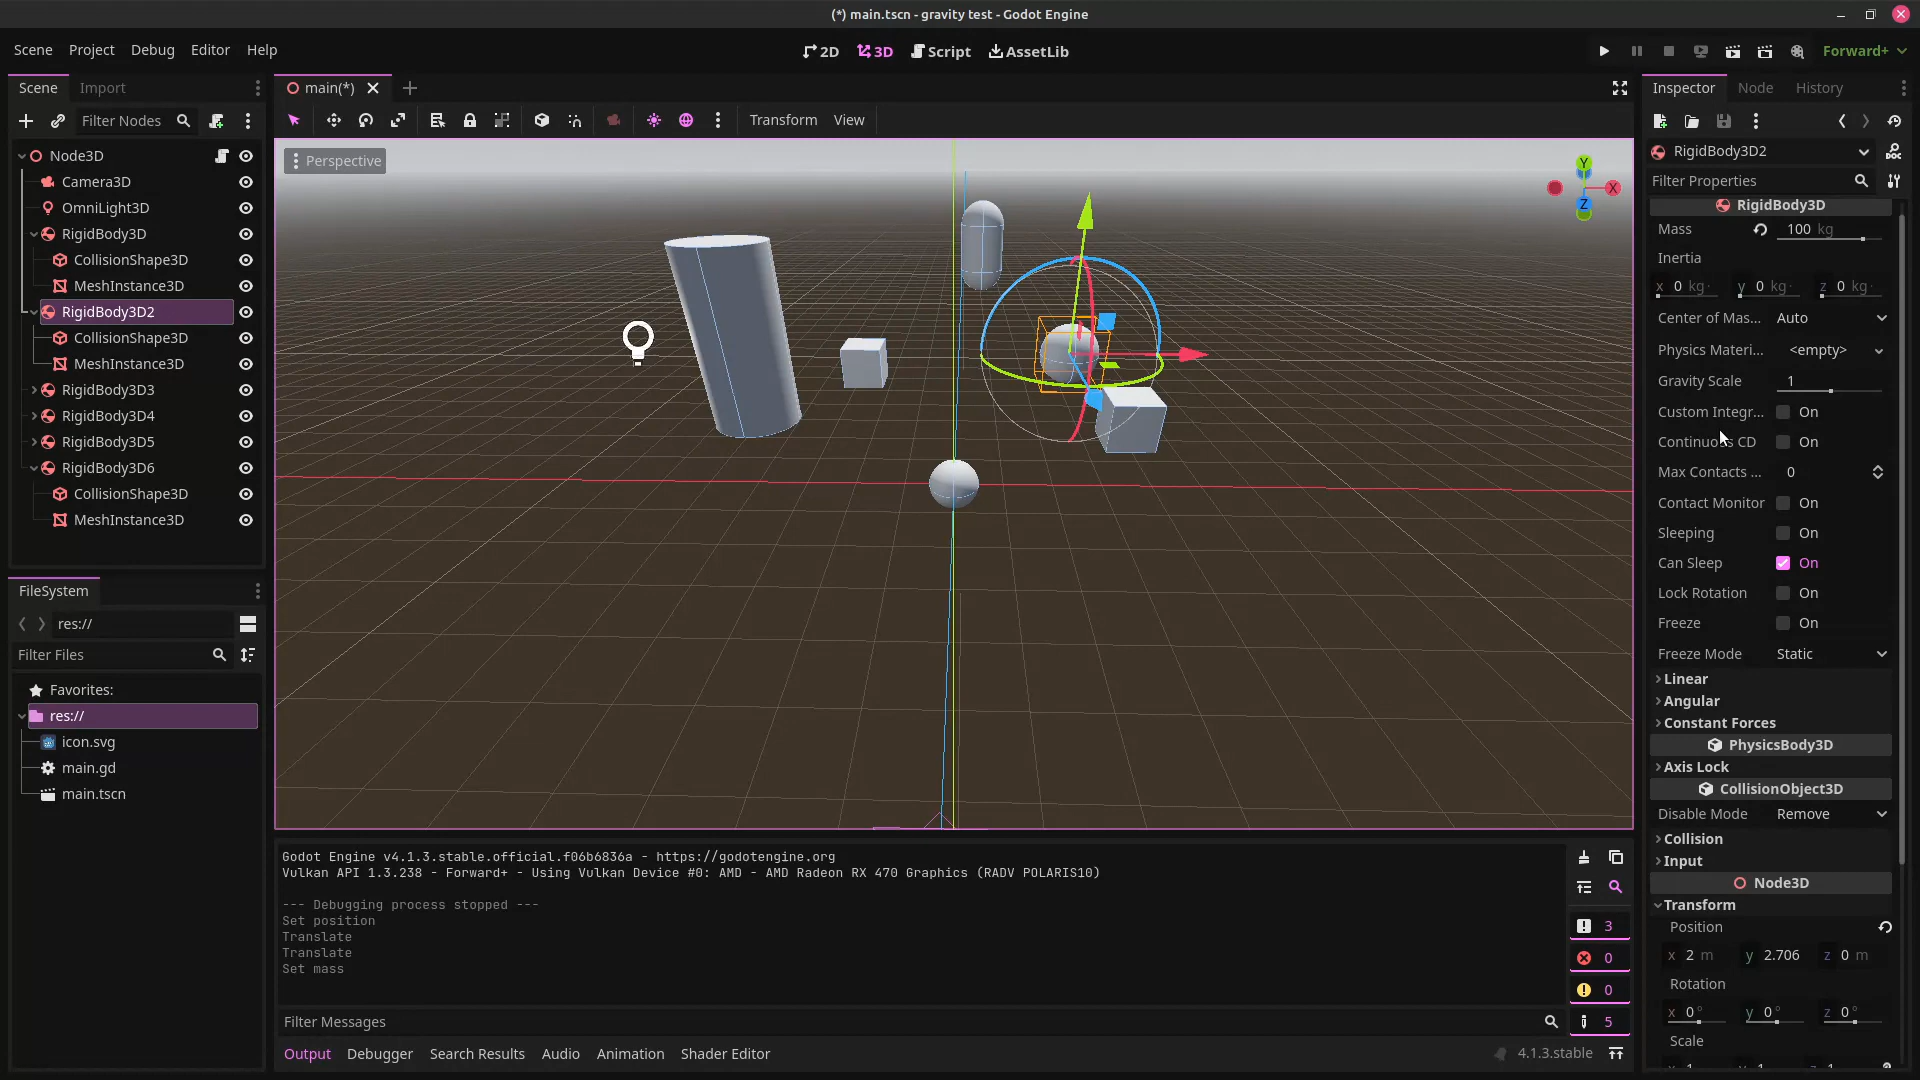 (*) main.tscn - gravity test - Godot Engine
Scene Project Debug Editor Help
2D 3D Script AssetLib
Forward+
Scene Import
main(*)
Inspector Node History
Filter Nodes
Transform View
Node3D
Camera3D
OmniLight3D
RigidBody3D
CollisionShape3D
MeshInstance3D
RigidBody3D2
CollisionShape3D
MeshInstance3D
RigidBody3D3
RigidBody3D4
RigidBody3D5
RigidBody3D6
CollisionShape3D
MeshInstance3D
FileSystem
res://
Filter Files
Favorites:
res://
icon.svg
main.gd
main.tscn
Perspective
Y
X
Z
Godot Engine v4.1.3.stable.official.f06b6836a - https://godotengine.org
Vulkan API 1.3.238 - Forward+ - Using Vulkan Device #0: AMD - AMD Radeon RX 470 Graphics (RADV POLARIS10)
--- Debugging process stopped ---
Set position
Translate
Translate
Set mass
3
0
0
5
Filter Messages
Output Debugger Search Results Audio Animation Shader Editor
4.1.3.stable
RigidBody3D2
DOC
Filter Properties
RigidBody3D
Mass 100 kg
Inertia
x 0 kg· y 0 kg· z 0 kg·
Center of Mas... Auto
Physics Materi... <empty>
Gravity Scale 1
Custom Integr... On
Continuous CD On
Max Contacts ... 0
Contact Monitor On
Sleeping On
Can Sleep On
Lock Rotation On
Freeze On
Freeze Mode Static
Linear
Angular
Constant Forces
PhysicsBody3D
Axis Lock
CollisionObject3D
Disable Mode Remove
Collision
Input
Node3D
Transform
Position
x 2 m y 2.706 z 0 m
Rotation
x 0 ° y 0 ° z 0 °
Scale